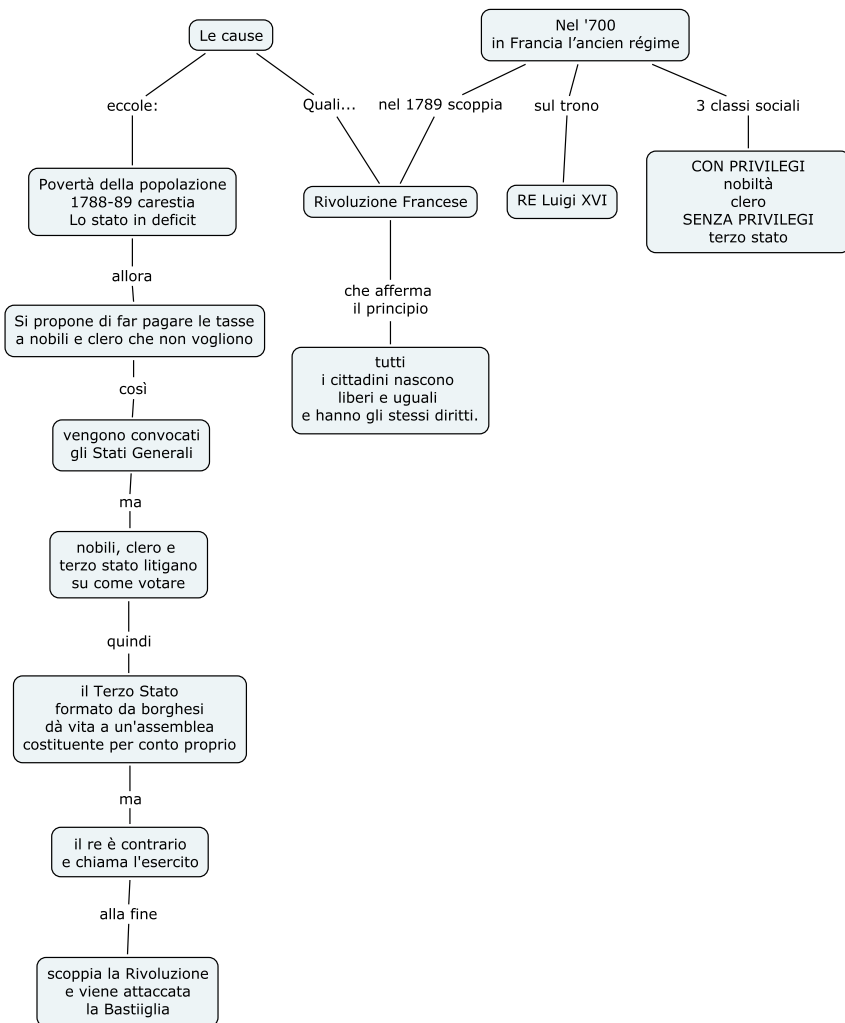 Le cause
Nel '700
in Francia l’ancien régime
eccole:
Quali...
nel 1789 scoppia
sul trono
3 classi sociali
Povertà della popolazione
1788-89 carestia
Lo stato in deficit
Rivoluzione Francese
RE Luigi XVI
CON PRIVILEGI
nobiltà
clero
SENZA PRIVILEGI
terzo stato
allora
che afferma
il principio
Si propone di far pagare le tasse
a nobili e clero che non vogliono
tutti
i cittadini nascono
liberi e uguali
e hanno gli stessi diritti.
così
vengono convocati
gli Stati Generali
ma
nobili, clero e
terzo stato litigano
su come votare
quindi
il Terzo Stato
formato da borghesi
dà vita a un'assemblea
costituente per conto proprio
ma
il re è contrario
e chiama l'esercito
alla fine
scoppia la Rivoluzione
e viene attaccata
la Bastiiglia